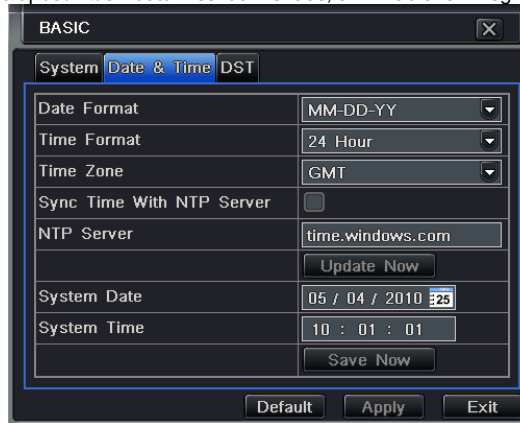 BASIC
System Date & Time DST
Date Format MM-DD-YY
Time Format 24 Hour
Time Zone GMT
Sync Time With NTP Server
NTP Server time.windows.com
Update Now
System Date 05 / 04 / 2010 25
System Time 10 : 01 : 01
Save Now
Default Apply Exit